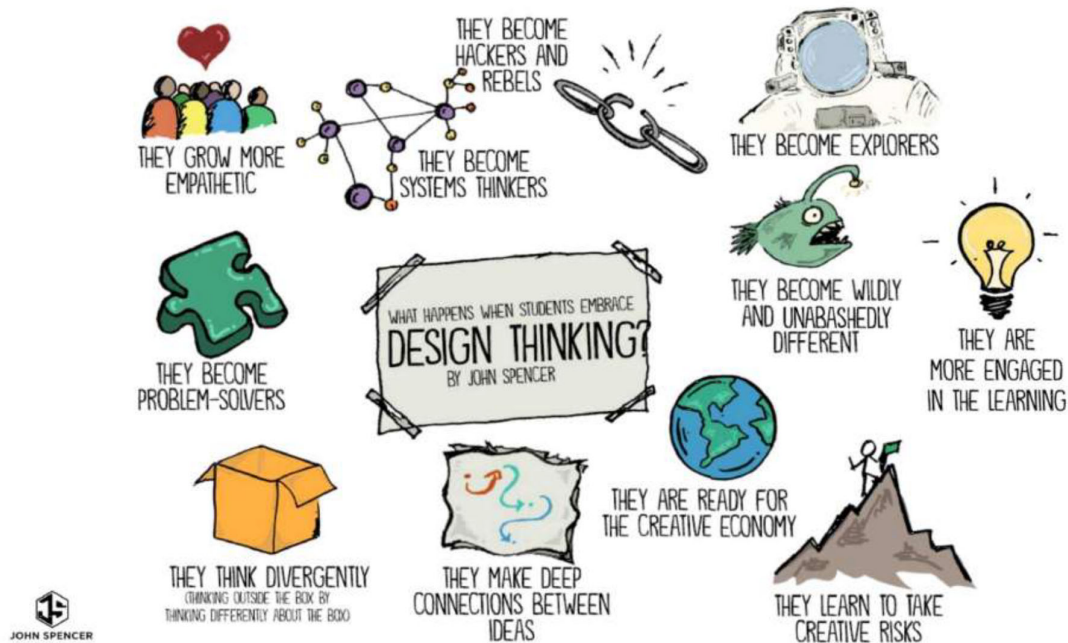 THEY GROW MORE
EMPATHETIC
THEY BECOME
HACKERS AND
REBELS
THEY BECOME
SYSTEMS THINKERS
THEY BECOME EXPLORERS
THEY BECOME WILDLY
AND UNABASHEDLY
DIFFERENT
THEY ARE
MORE ENGAGED
IN THE LEARNING
WHAT HAPPENS WHEN STUDENTS EMBRACE
DESIGN THINKING?
BY JOHN SPENCER
THEY BECOME
PROBLEM-SOLVERS
THEY ARE READY FOR
THE CREATIVE ECONOMY
THEY THINK DIVERGENTLY
(THINKING OUTSIDE THE BOX BY
THINKING DIFFERENTLY ABOUT THE BOX)
THEY MAKE DEEP
CONNECTIONS BETWEEN
IDEAS
THEY LEARN TO TAKE
CREATIVE RISKS
JS
JOHN SPENCER